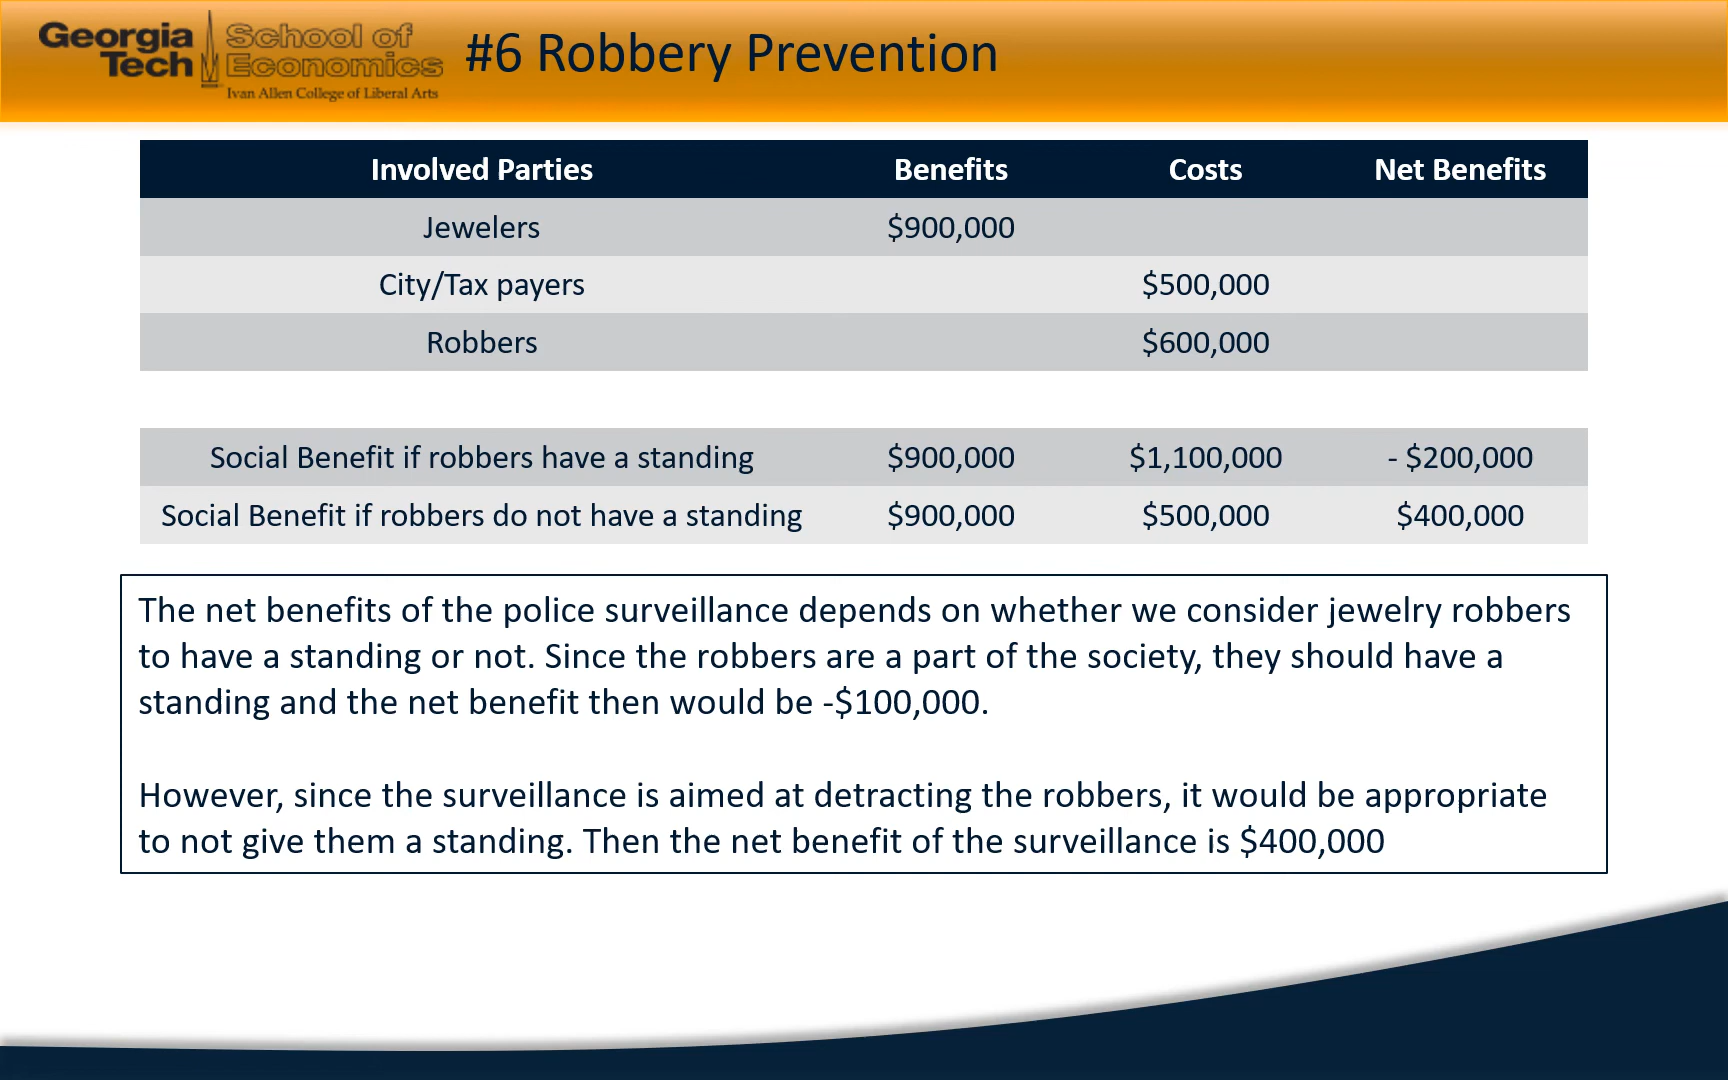 Georgia Tech School of Economics
Ivan Allen College of Liberal Arts
#6 Robbery Prevention
Involved Parties Benefits Costs Net Benefits
Jewelers $900,000
City/Tax payers $500,000
Robbers $600,000
Social Benefit if robbers have a standing $900,000 $1,100,000 - $200,000
Social Benefit if robbers do not have a standing $900,000 $500,000 $400,000
The net benefits of the police surveillance depends on whether we consider jewelry robbers
to have a standing or not. Since the robbers are a part of the society, they should have a
standing and the net benefit then would be -$100,000.
However, since the surveillance is aimed at detracting the robbers, it would be appropriate
to not give them a standing. Then the net benefit of the surveillance is $400,000